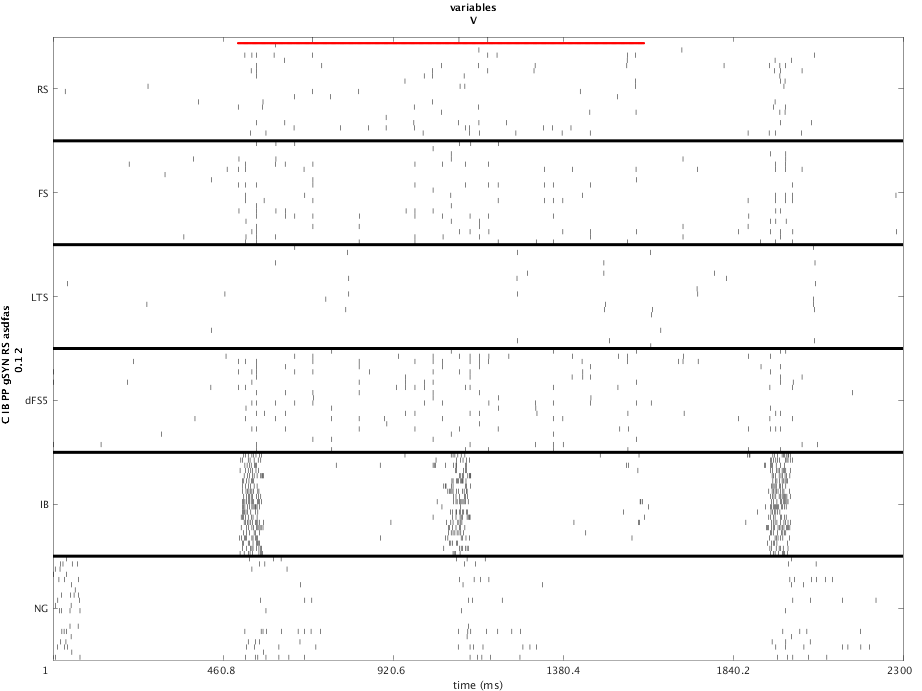 variables
V
RS
FS
LTS
dFS5
IB
NG
C IB PP gSYN RS asdfas
0.1 2
1
460.8
920.6
1380.4
1840.2
2300
time (ms)